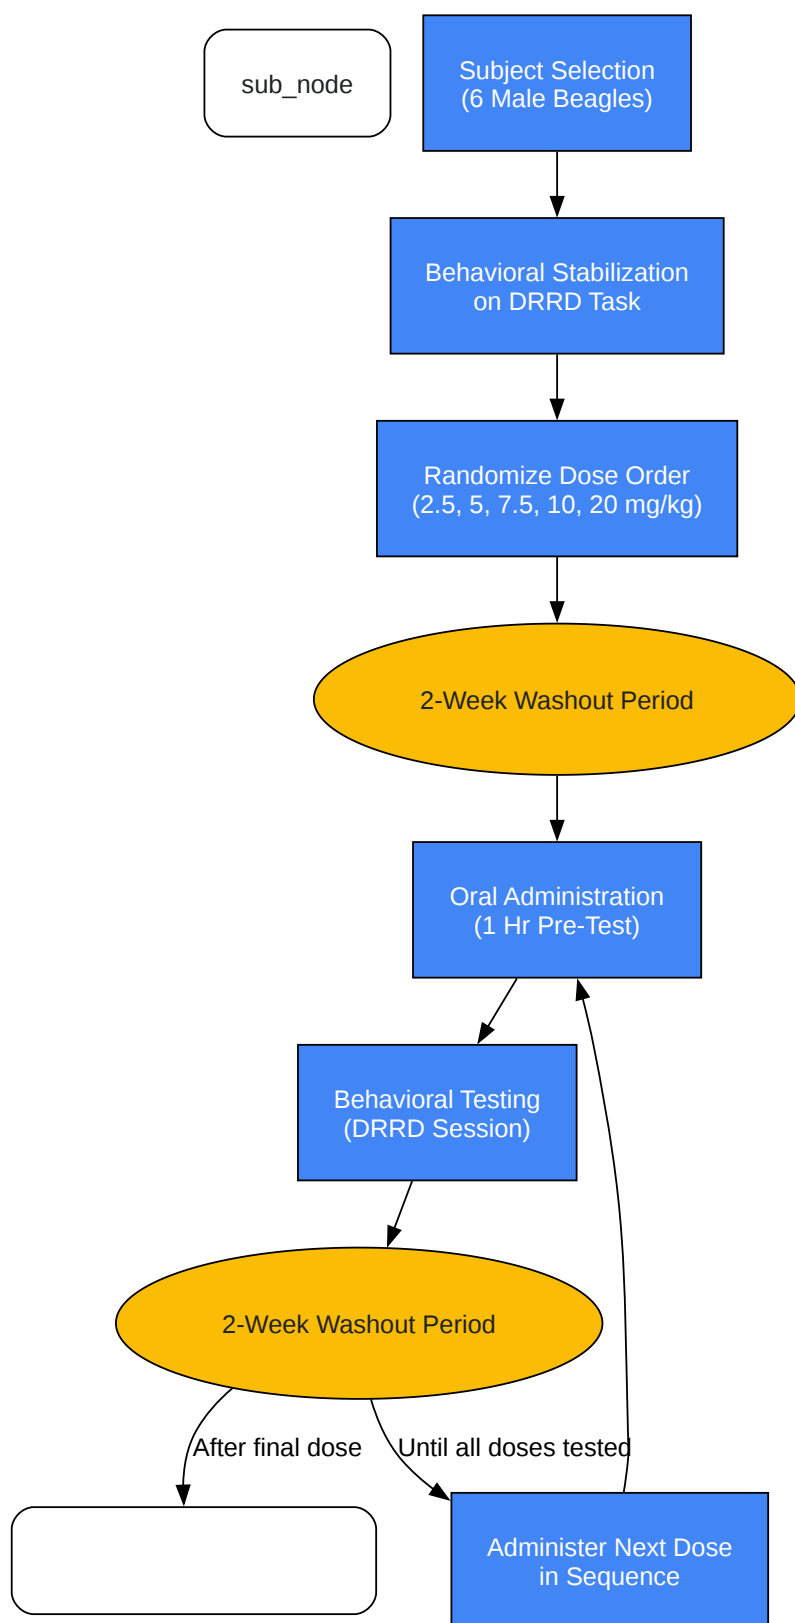 sub_node
Subject Selection
(6 Male Beagles)
Behavioral Stabilization
on DRRD Task
Randomize Dose Order
(2.5, 5, 7.5, 10, 20 mg/kg)
2-Week Washout Period
Oral Administration
(1 Hr Pre-Test)
Behavioral Testing
(DRRD Session)
2-Week Washout Period
After final dose
Until all doses tested
Administer Next Dose
in Sequence